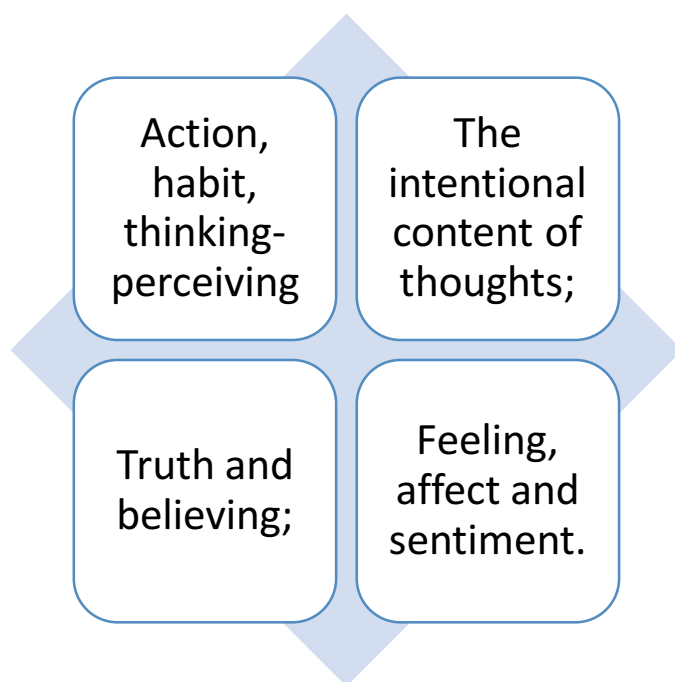 Action,
habit,
thinking-
perceiving
The
intentional
content of
thoughts;
Truth and
believing;
Feeling,
affect and
sentiment.